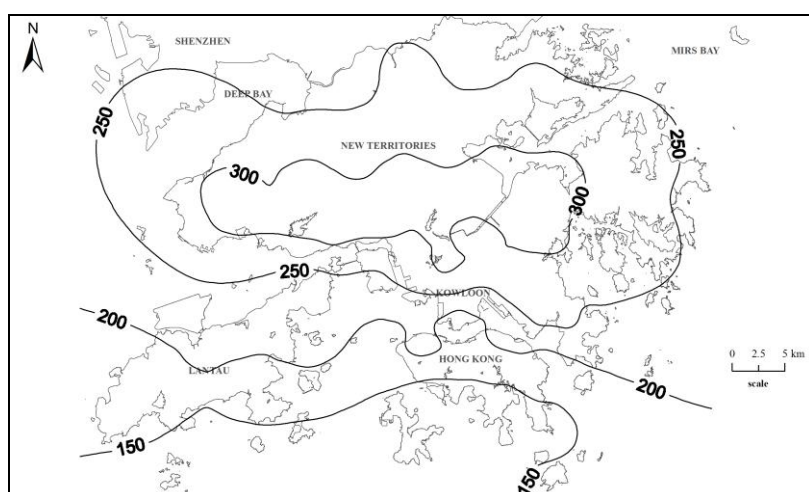 N
SHENZHEN
MIRS BAY
DEEP BAY
250
250
NEW TERRITORIES
300
300
250
KOWLOON
200
HONG KONG
LANTAU
200
0 2.5 5 km
scale
150
150